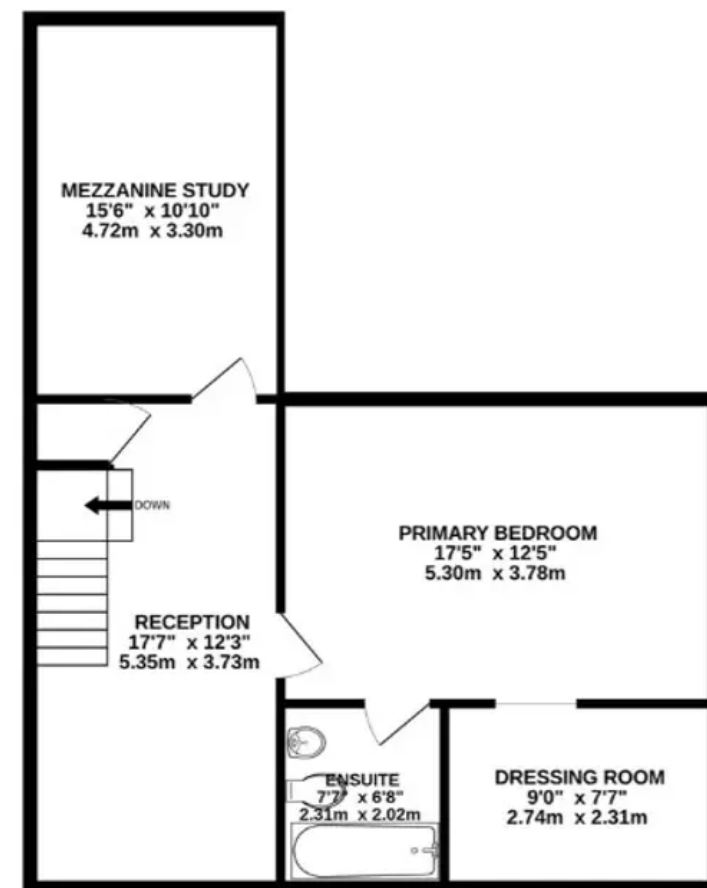 MEZZANINE STUDY
15'6" x 10'10"
4.72m x 3.30m
DOWN
PRIMARY BEDROOM
17'5" x 12'5"
5.30m x 3.78m
RECEPTION
17'7" x 12'3"
5.35m x 3.73m
ENSUITE
7'7" x 6'8"
2.31m x 2.02m
DRESSING ROOM
9'0" x 7'7"
2.74m x 2.31m